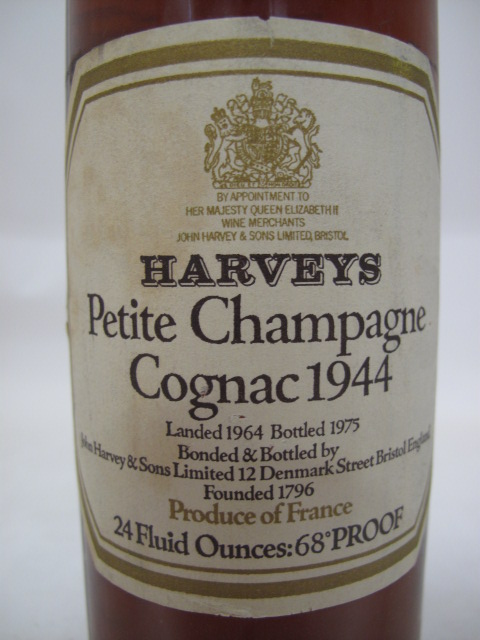 BY APPOINTMENT TO
HER MAJESTY QUEEN ELIZABETH II
WINE MERCHANTS
JOHN HARVEY & SONS LIMITED, BRISTOL
HARVEYS
Petite Champagne
Cognac 1944
Landed 1964 Bottled 1975
Bonded & Bottled by
John Harvey & Sons Limited 12 Denmark Street Bristol England
Founded 1796
Produce of France
24 Fluid Ounces: 68° PROOF